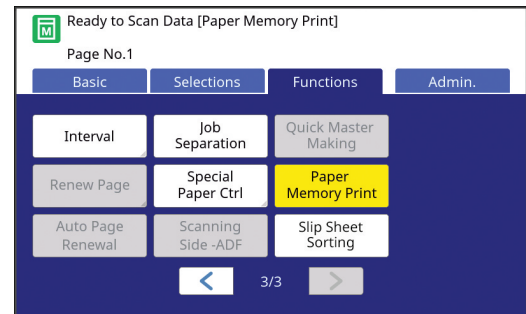 M
Ready to Scan Data [Paper Memory Print]
Page No.1
Basic
Selections
Functions
Admin.
Interval
Job
Separation
Quick Master
Making
Renew Page
Special
Paper Ctrl
Paper
Memory Print
Auto Page
Renewal
Scanning
Side -ADF
Slip Sheet
Sorting
3/3